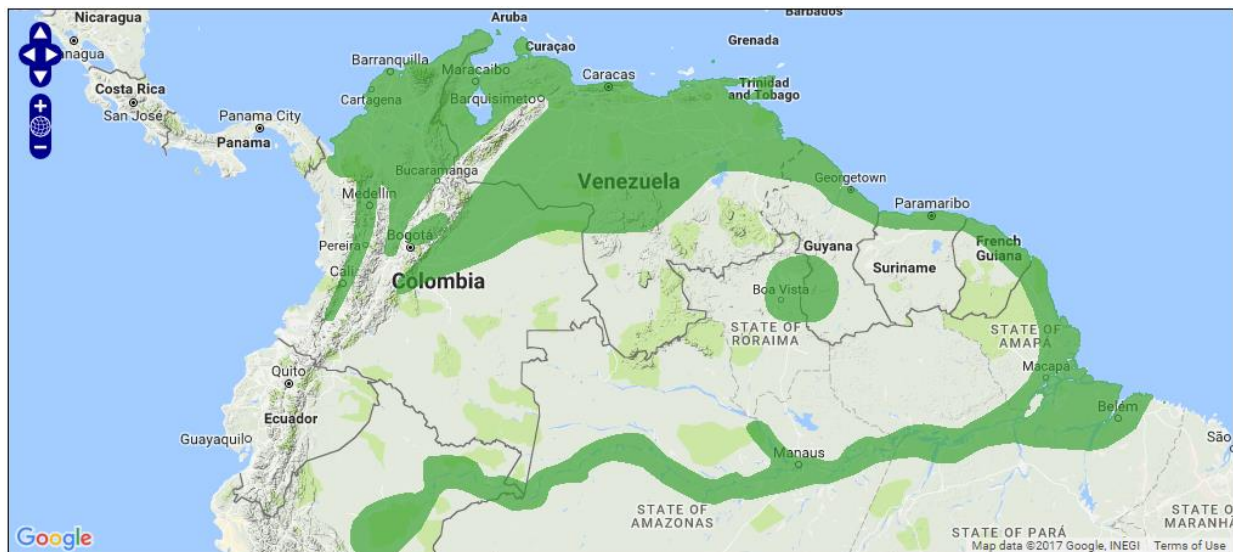 Nicaragua
anagua
Costa Rica
San José
Panama City
Panama
Aruba
Curaçao
Barbados
Grenada
Barranquilla
Maracaibo
Caracas
Cartagena
Barquisimeto
Trinidad
and Tobago
Bucaramanga
Medellin
Venezuela
Georgetown
Paramaribo
Pereira
Bogotá
Guyana
French
Guiana
Cali
Colombia
Suriname
Boa Vista
STATE OF
RORAIMA
STATE OF
AMAPÁ
Quito
Macapá
Ecuador
Belém
Guayaquil
São
Manaus
STATE OF
AMAZONAS
STATE OF PARÁ
STATE O
MARANHÃ
Google
Map data ©2017 Google, INEGI Terms of Use